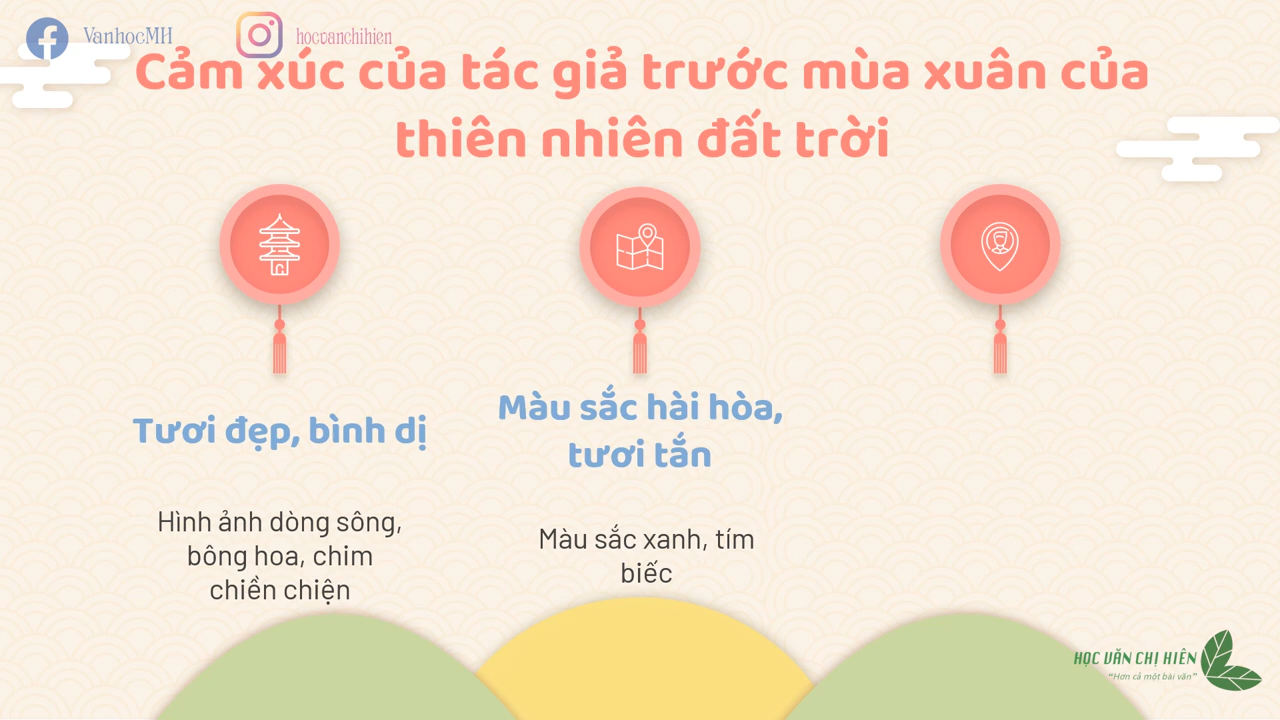 VanhocMH
hocvanchihien
Cảm xúc của tác giả trước mùa xuân của
thiên nhiên đất trời
Tươi đẹp, bình dị
Hình ảnh dòng sông,
bông hoa, chim
chiền chiện
Màu sắc hài hòa,
tươi tắn
Màu sắc xanh, tím
biếc
HỌC VĂN CHỊ HIÊN
“Hơn cả một bài văn”